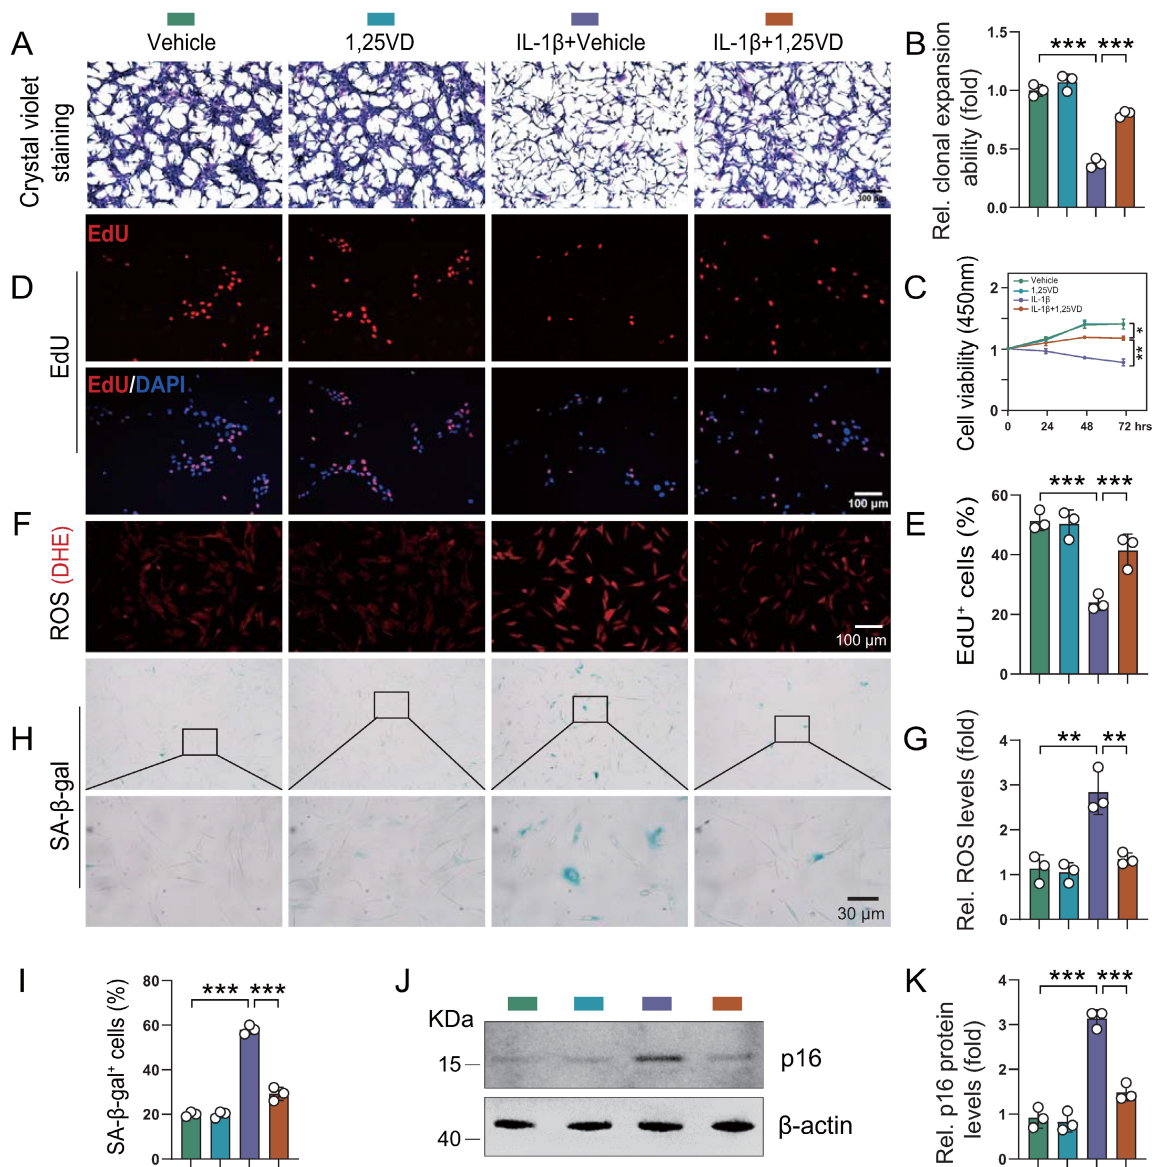 A
Vehicle
1,25VD
IL-1β+Vehicle
IL-1β+1,25VD
Crystal violet
staining
100 µm
B
Rel. clonal expansion
ability (fold)
1.5
1.0
0.5
0.0
*** ***
C
Cell viability (450nm)
2
1
0
Vehicle
1,25VD
IL-1β
IL-1β+1,25VD
*
**
0 24 48 72 hrs
D
EdU
EdU
EdU/DAPI
100 µm
E
EdU⁺ cells (%)
60
40
20
0
*** ***
F
ROS (DHE)
100 µm
G
Rel. ROS levels (fold)
4
3
2
1
0
** **
H
SA-β-gal
30 µm
I
SA-β-gal⁺ cells (%)
80
60
40
20
0
*** ***
J
KDa
15
p16
40
β-actin
K
Rel. p16 protein
levels (fold)
4
3
2
1
0
*** ***